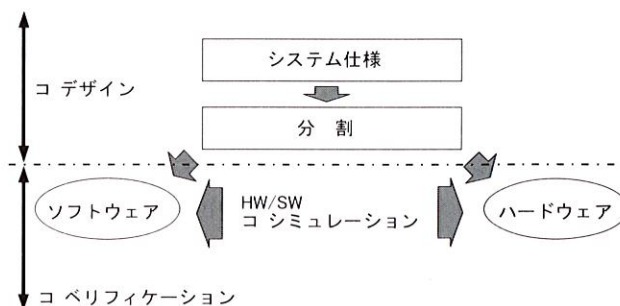 システム仕様
コ デザイン
分 割
ソフトウェア
HW/SW
コ シミュレーション
ハードウェア
コ ベリフィケーション